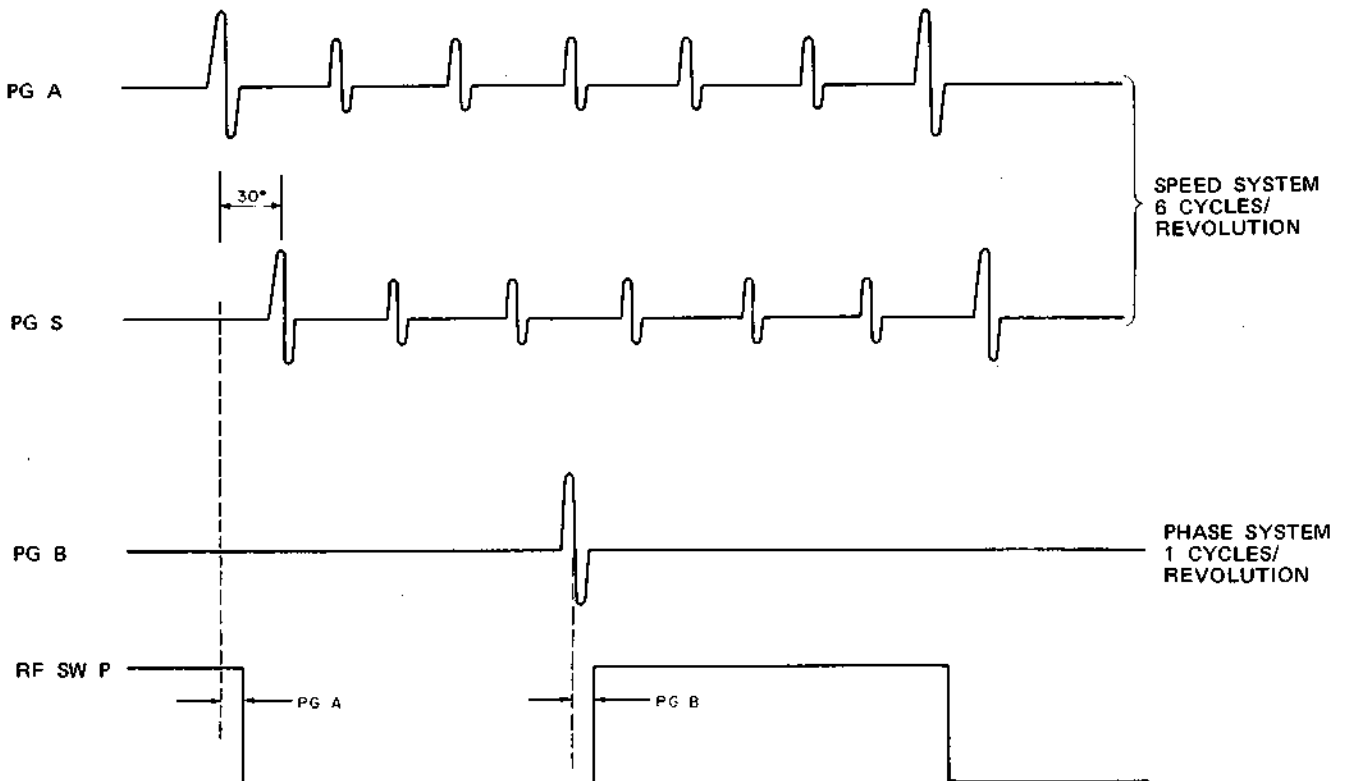 PG A
SPEED SYSTEM
6 CYCLES/
REVOLUTION
30°
PG S
PG B
PHASE SYSTEM
1 CYCLES/
REVOLUTION
RF SW P
PG A
PG B